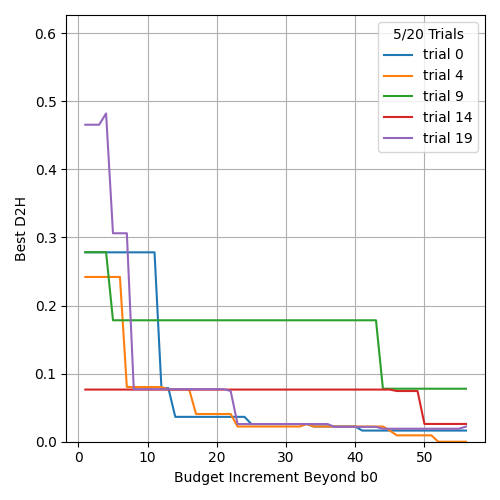 5/20 Trials
trial 0
trial 4
trial 9
trial 14
trial 19
0.6
0.5
0.4
0.3
0.2
0.1
0.0
Best D2H
0 10 20 30 40 50
Budget Increment Beyond b0